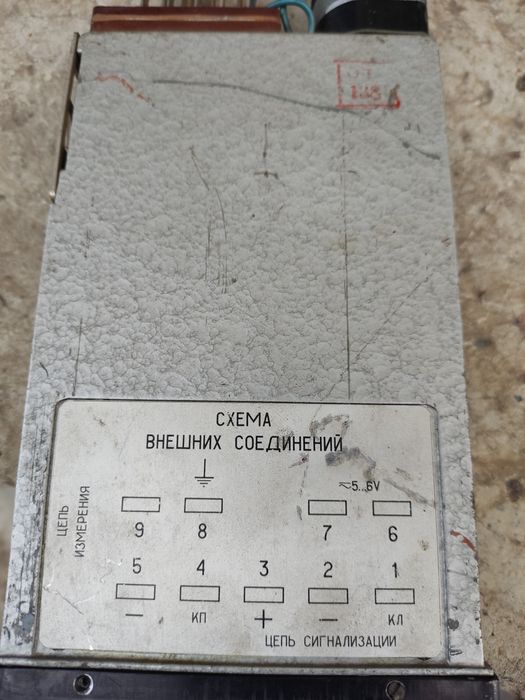 СХЕМА
ВНЕШНИХ СОЕДИНЕНИЙ
ЦЕПЬ
ИЗМЕРЕНИЯ
5...6V
9 8 7 6
5 4 3 2 1
− КП + − КЛ
ЦЕПЬ СИГНАЛИЗАЦИИ